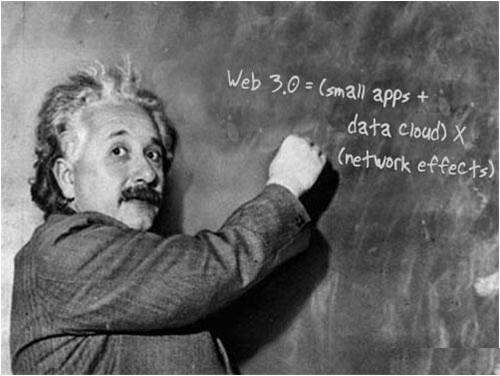 Web 3.0 = (small apps +
data cloud) X
(network effects)